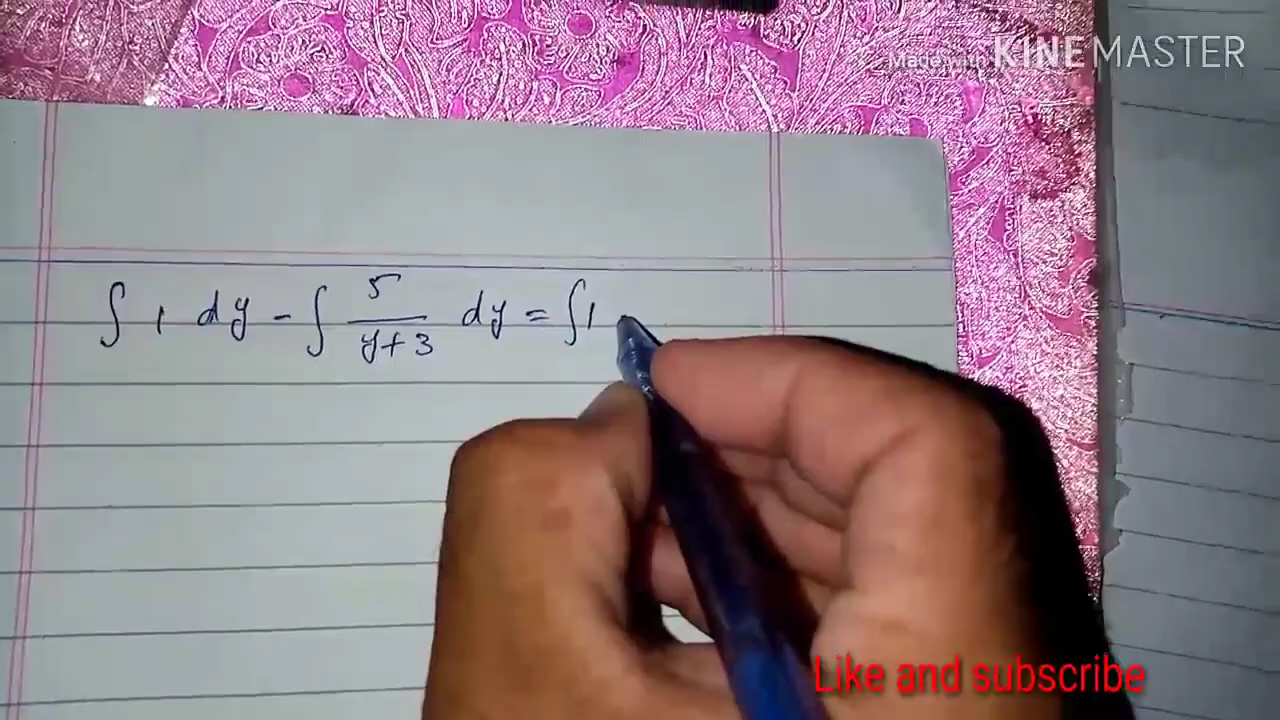 Made with KINEMASTER
∫ 1 dy - ∫ 5/(y+3) dy = ∫ 1
Like and subscribe